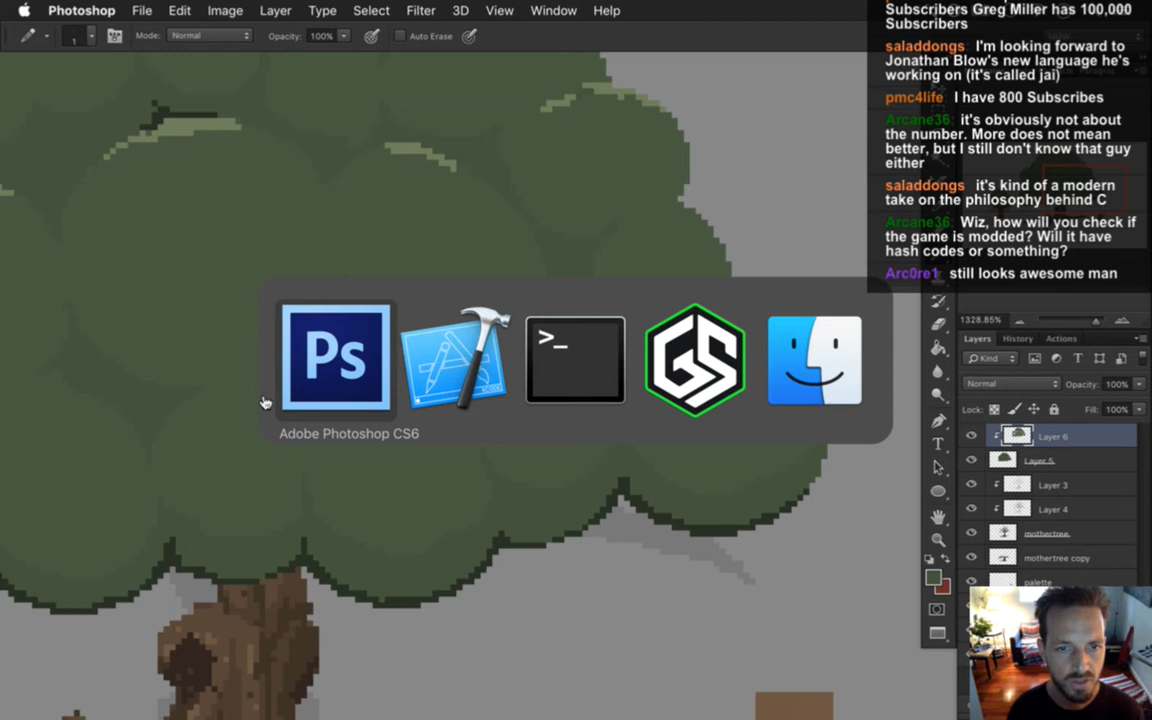 Photoshop File Edit Image Layer Type Select Filter 3D View Window Help
1 Mode: Normal Opacity: 100% Auto Erase
Subscribers Greg Miller has 100,000
Subscribers
saladdongs I'm looking forward to
Jonathan Blow's new language he's
working on (it's called jai)
pmc4life I have 800 Subscribes
Arcane36 it's obviously not about
the number. More does not mean
better, but I still don't know that guy
either
saladdongs it's kind of a modern
take on the philosophy behind C
Arcane36 Wiz, how will you check if
the game is modded? Will it have
hash codes or something?
Arc0re1 still looks awesome man
Ps
>_
GS
Adobe Photoshop CS6
1328.85%
Layers History Actions
Kind
Normal Opacity: 100%
Lock: Fill: 100%
Layer 6
Layer 5
Layer 3
Layer 4
mothertree
mothertree copy
palette
T